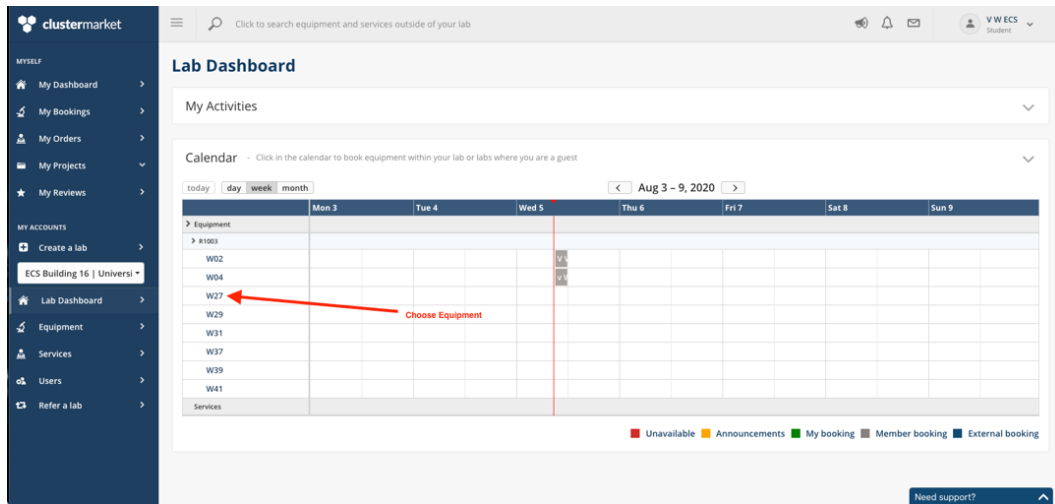 clustermarket
Click to search equipment and services outside of your lab
V W ECS
Student
MYSELF
My Dashboard
My Bookings
My Orders
My Projects
My Reviews
MY ACCOUNTS
Create a lab
ECS Building 16 | Universi
Lab Dashboard
Equipment
Services
Users
Refer a lab
Lab Dashboard
My Activities
Calendar - Click in the calendar to book equipment within your lab or labs where you are a guest
today day week month < Aug 3 – 9, 2020 >
Mon 3 Tue 4 Wed 5 Thu 6 Fri 7 Sat 8 Sun 9
Equipment
R1003
W02 V
W04 V
W27
Choose Equipment
W29
W31
W37
W39
W41
Services
Unavailable Announcements My booking Member booking External booking
Need support?